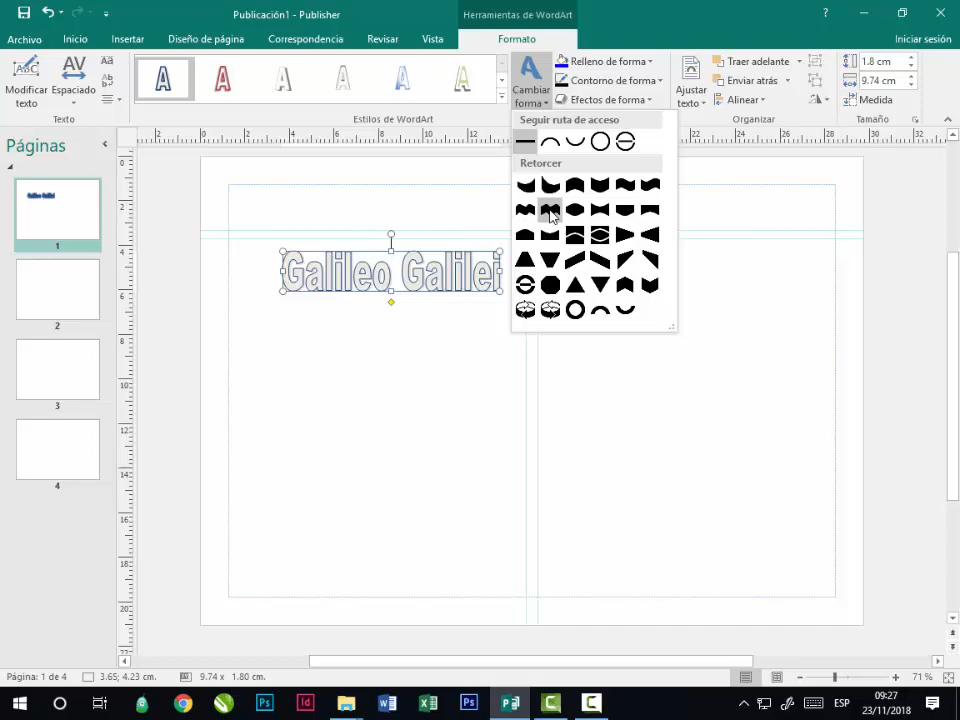 Publicación1 - Publisher
Herramientas de WordArt
?
Archivo
Inicio
Insertar
Diseño de página
Correspondencia
Revisar
Vista
Formato
Iniciar sesión
Modificar texto
Espaciado
Texto
Estilos de WordArt
Cambiar forma
Relleno de forma
Contorno de forma
Efectos de forma
Ajustar texto
Traer adelante
Enviar atrás
Alinear
Organizar
1.8 cm
9.74 cm
Medida
Tamaño
Seguir ruta de acceso
Retorcer
Páginas
1
2
3
4
Galileo Galilei
Página: 1 de 4
3.65; 4.23 cm.
9.74 x 1.80 cm.
71 %
ESP
09:27
23/11/2018